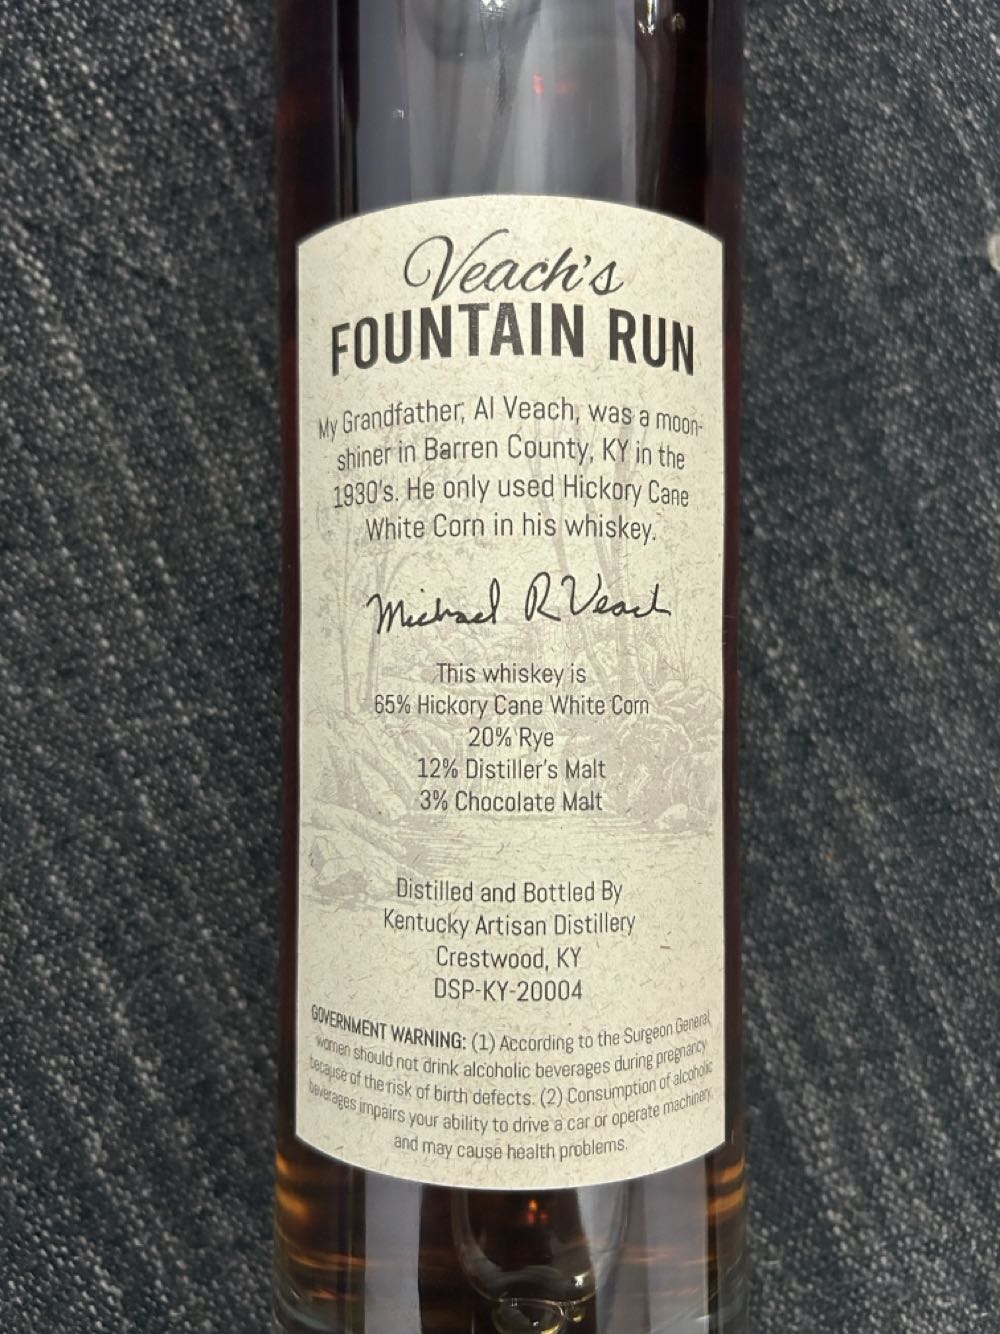 Veach's
FOUNTAIN RUN
My Grandfather, Al Veach, was a moon-
shiner in Barren County, KY in the
1930's. He only used Hickory Cane
White Corn in his whiskey.
Michael R Veach
This whiskey is
65% Hickory Cane White Corn
20% Rye
12% Distiller's Malt
3% Chocolate Malt
Distilled and Bottled By
Kentucky Artisan Distillery
Crestwood, KY
DSP-KY-20004
GOVERNMENT WARNING: (1) According to the Surgeon General,
women should not drink alcoholic beverages during pregnancy
because of the risk of birth defects. (2) Consumption of alcoholic
beverages impairs your ability to drive a car or operate machinery,
and may cause health problems.